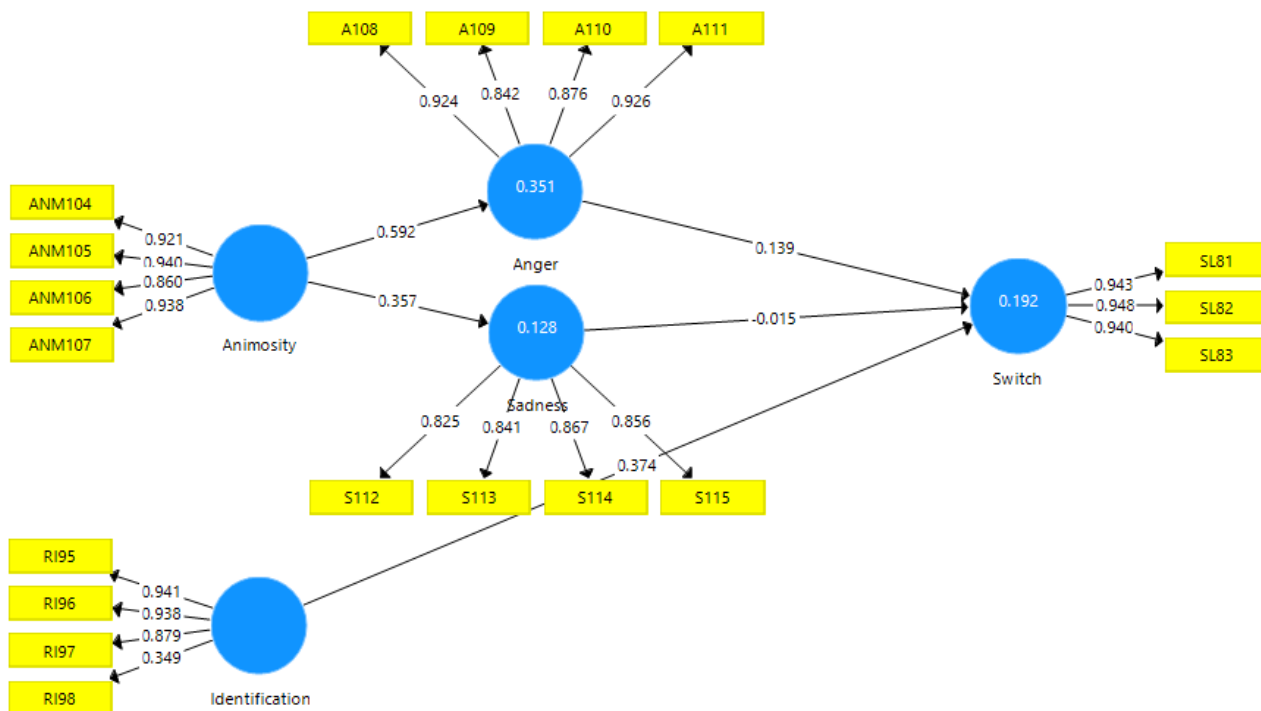 A108
A109
A110
A111
0.924
0.842
0.876
0.926
0.351
Anger
ANM104
ANM105
ANM106
ANM107
0.921
0.940
0.860
0.938
Animosity
0.592
0.357
0.139
-0.015
0.374
0.128
Sadness
0.825
0.841
0.867
0.856
S112
S113
S114
S115
0.192
Switch
0.943
0.948
0.940
SL81
SL82
SL83
RI95
RI96
RI97
RI98
0.941
0.938
0.879
0.349
Identification